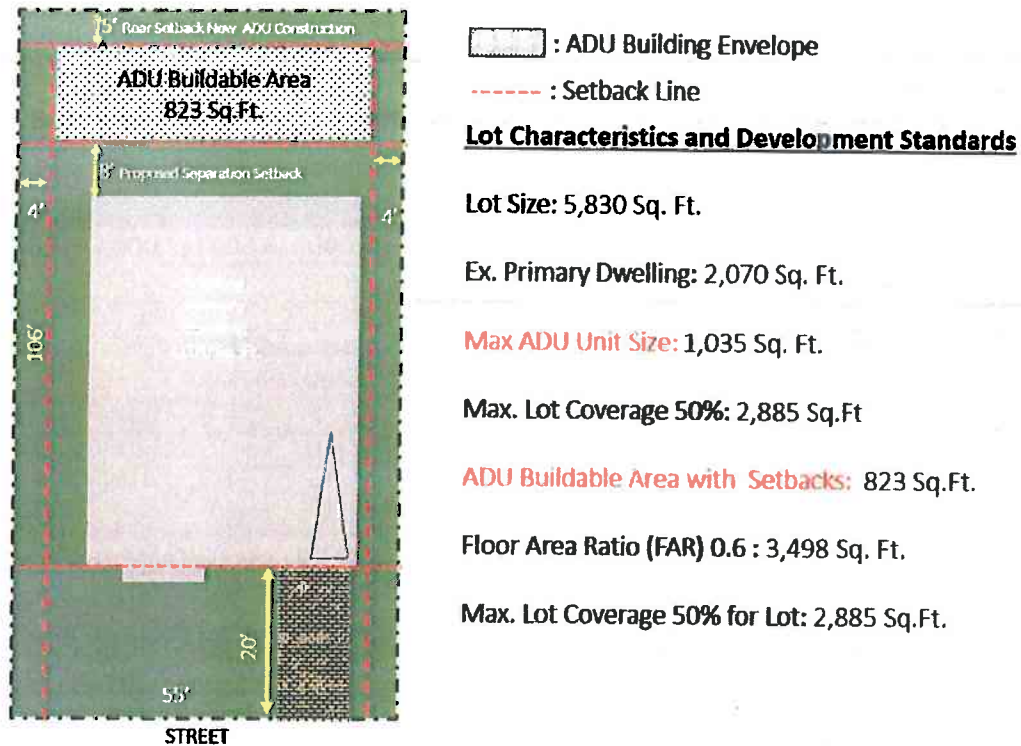 5' Rear Setback New ADU Construction
ADU Buildable Area
823 Sq.Ft.
8' Proposed Separation Setback
4'
4'
106'
20'
55'
STREET
: ADU Building Envelope
: Setback Line
Lot Characteristics and Development Standards
Lot Size: 5,830 Sq. Ft.
Ex. Primary Dwelling: 2,070 Sq. Ft.
Max ADU Unit Size: 1,035 Sq. Ft.
Max. Lot Coverage 50%: 2,885 Sq.Ft
ADU Buildable Area with Setbacks: 823 Sq.Ft.
Floor Area Ratio (FAR) 0.6 : 3,498 Sq. Ft.
Max. Lot Coverage 50% for Lot: 2,885 Sq.Ft.